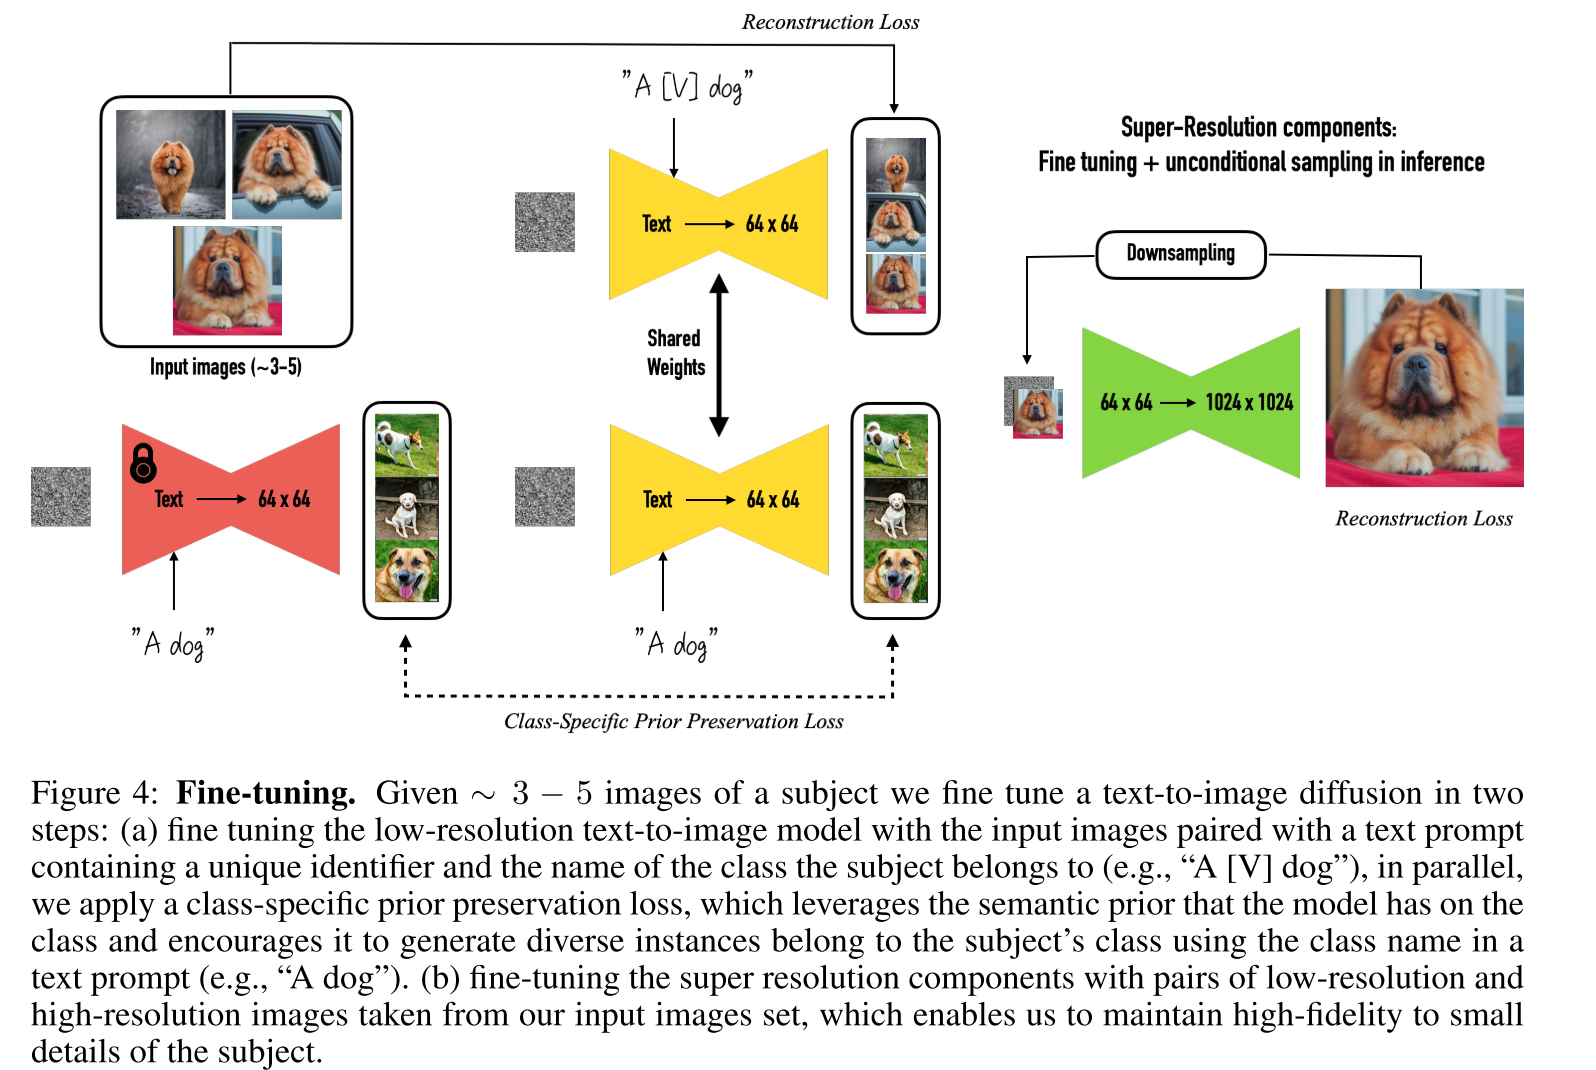 Reconstruction Loss
"A [V] dog"
Text → 64 x 64
Input images (~3-5)
Shared
Weights
Text → 64 x 64
"A dog"
Text → 64 x 64
"A dog"
Class-Specific Prior Preservation Loss
Super-Resolution components:
Fine tuning + unconditional sampling in inference
Downsampling
64 x 64 → 1024 x 1024
Reconstruction Loss
Figure 4: Fine-tuning. Given ∼ 3 − 5 images of a subject we fine tune a text-to-image diffusion in two
steps: (a) fine tuning the low-resolution text-to-image model with the input images paired with a text prompt
containing a unique identifier and the name of the class the subject belongs to (e.g., “A [V] dog”), in parallel,
we apply a class-specific prior preservation loss, which leverages the semantic prior that the model has on the
class and encourages it to generate diverse instances belong to the subject’s class using the class name in a
text prompt (e.g., “A dog”). (b) fine-tuning the super resolution components with pairs of low-resolution and
high-resolution images taken from our input images set, which enables us to maintain high-fidelity to small
details of the subject.